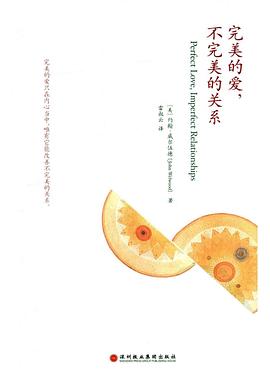 完美的爱，
不完美的关系
Perfect Love, Imperfect Relationships
[美] 约翰·威尔伍德 (John Welwood) 著
雷叔云 译
完美的爱只在内心当中，唯有它能改善不完美的关系。
深圳报业集团出版社